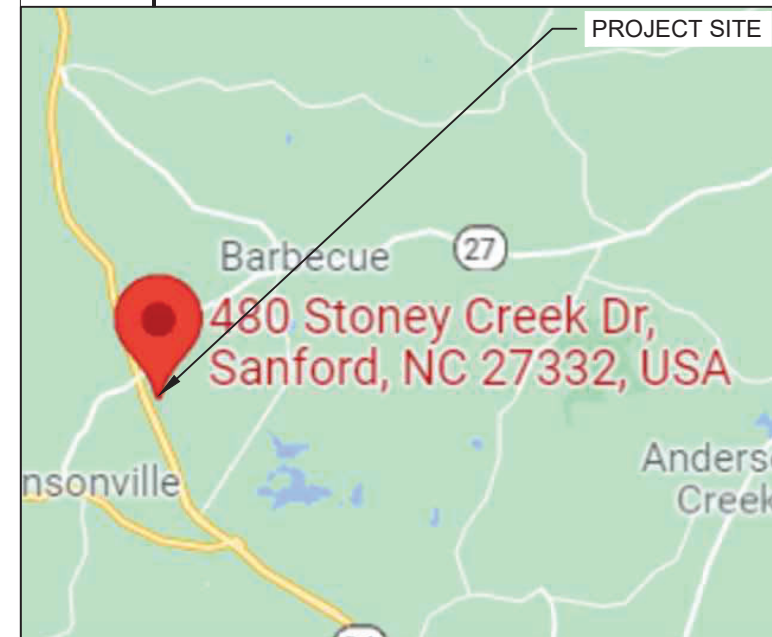 PROJECT SITE
Barbecue
27
480 Stoney Creek Dr,
Sanford, NC 27332, USA
nsonville
Anders
Creek